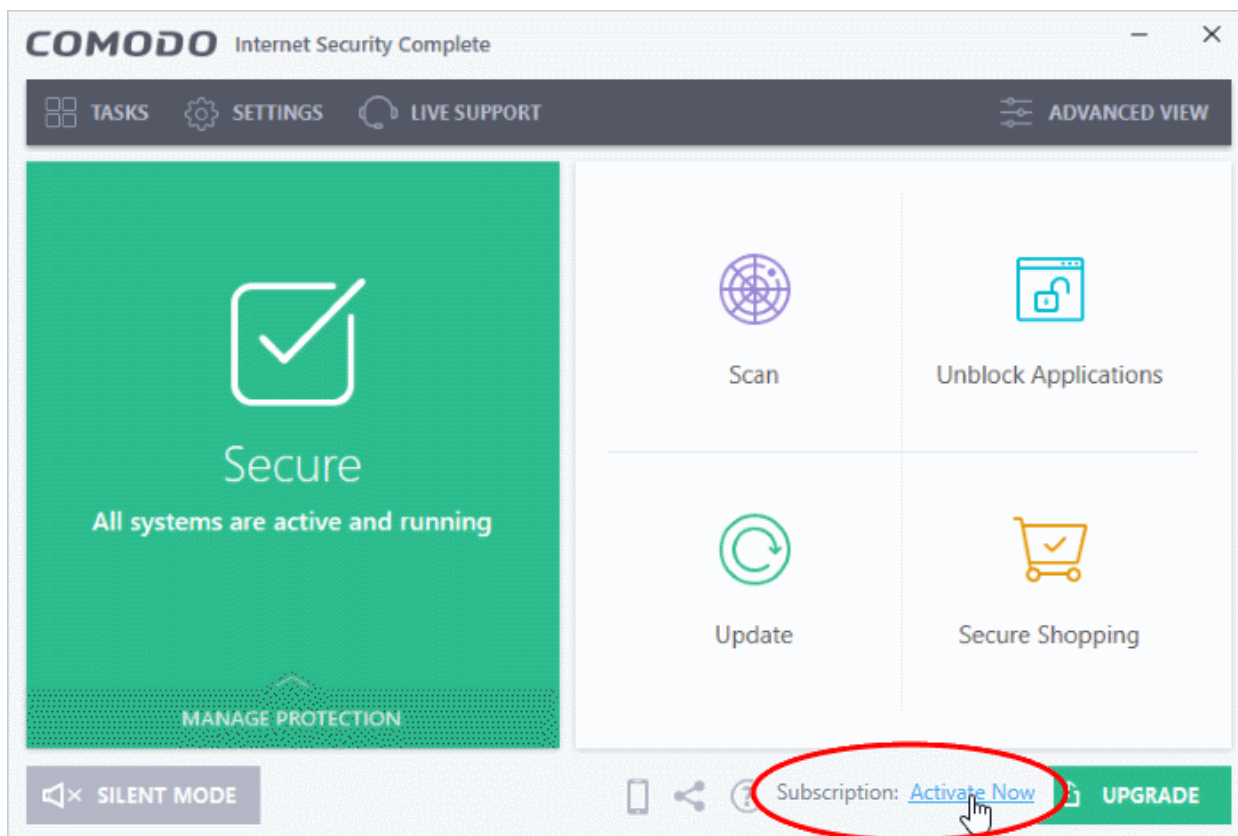 COMODO Internet Security Complete
TASKS SETTINGS LIVE SUPPORT ADVANCED VIEW
Secure
All systems are active and running
MANAGE PROTECTION
Scan
Unblock Applications
Update
Secure Shopping
SILENT MODE
?
Subscription: Activate Now
UPGRADE